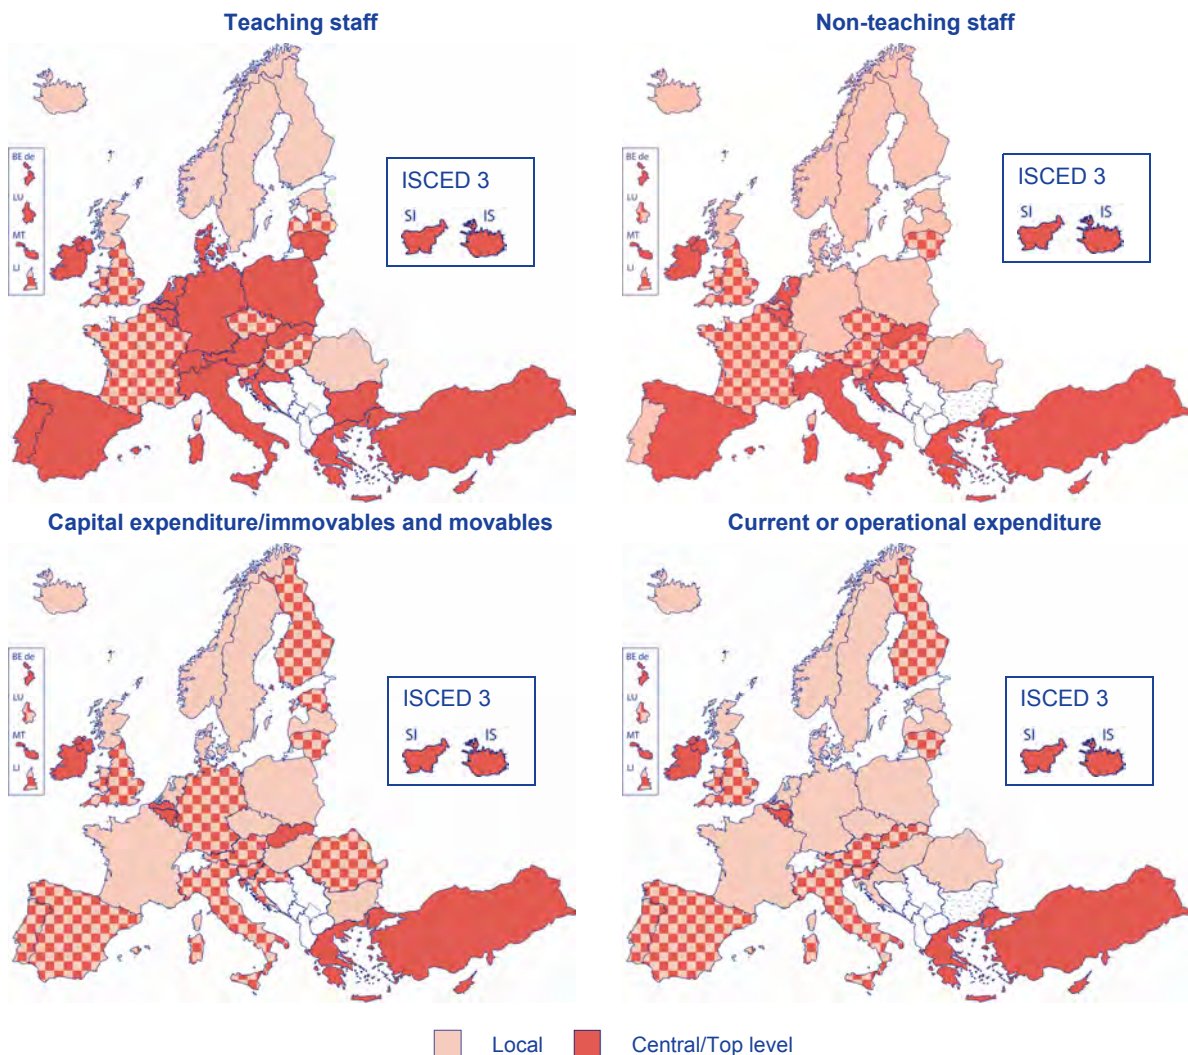 Teaching staff
Non-teaching staff
BE de
LU
MT
LI
ISCED 3
SI IS
BE de
LU
MT
LI
ISCED 3
SI IS
Capital expenditure/immovables and movables
Current or operational expenditure
BE de
LU
MT
LI
ISCED 3
SI IS
BE de
LU
MT
LI
ISCED 3
SI IS
Local Central/Top level